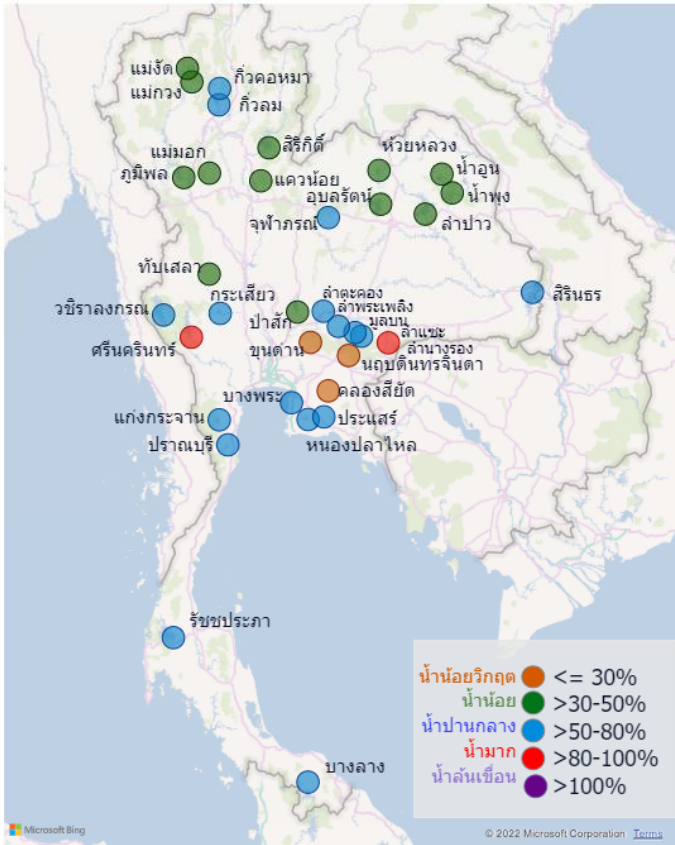 แม่งัด
แม่กวง
กิ่วคอหมา
กิ่วลม
สิริกิติ์
ห้วยหลวง
แม่มอก
ภูมิพล
แควน้อย
น้ำอูน
อุบลรัตน์
น้ำพุง
จุฬาภรณ์
ลำปาว
ทับเสลา
วชิราลงกรณ
กระเสียว
ลำตะคอง
สิรินธร
ลำพระเพลิง
ปาสัก
มูลบน
ศรีนครินทร์
ลำแซะ
ขุนด่าน
ลำนางรอง
นฤบดินทรจินดา
บางพระ
คลองสียัด
แก่งกระจาน
ประแสร์
ปราณบุรี
หนองปลาไหล
รัชชประภา
บางลาง
น้ำน้อยวิกฤต <= 30%
น้ำน้อย >30-50%
น้ำปานกลาง >50-80%
น้ำมาก >80-100%
น้ำล้นเขื่อน >100%
Microsoft Bing
© 2022 Microsoft Corporation Terms